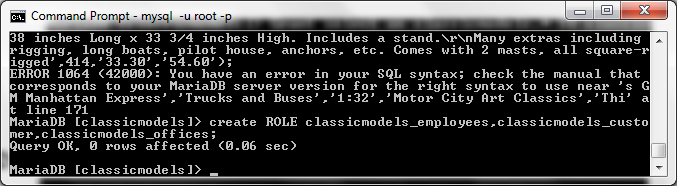 Command Prompt - mysql  -u root -p
38 inches Long x 33 3/4 inches High. Includes a stand.\r\nMany extras including
rigging, long boats, pilot house, anchors, etc. Comes with 2 masts, all square-r
igged',414,'33.30','54.60');
ERROR 1064 (42000): You have an error in your SQL syntax; check the manual that
corresponds to your MariaDB server version for the right syntax to use near 's G
M Manhattan Express','Trucks and Buses','1:32','Motor City Art Classics','Thi' a
t line 171
MariaDB [classicmodels]> create ROLE classicmodels_employees,classicmodels_custo
mer,classicmodels_offices;
Query OK, 0 rows affected (0.06 sec)
MariaDB [classicmodels]> _